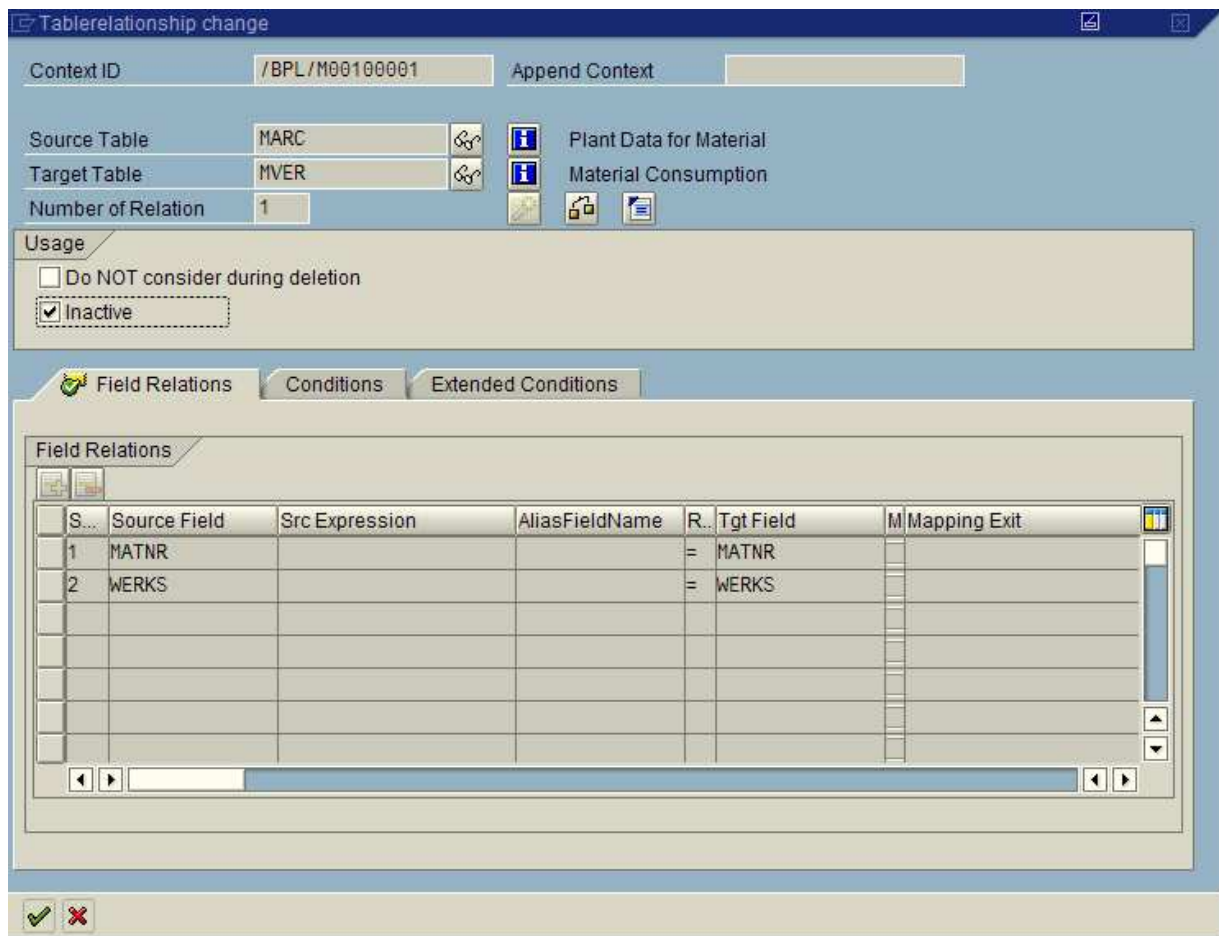 Tablerelationship change
Context ID /BPL/M00100001 Append Context
Source Table MARC Plant Data for Material
Target Table MVER Material Consumption
Number of Relation 1
Usage
Do NOT consider during deletion
Inactive
Field Relations Conditions Extended Conditions
Field Relations
S... Source Field Src Expression AliasFieldName R.. Tgt Field M Mapping Exit
1 MATNR = MATNR
2 WERKS = WERKS